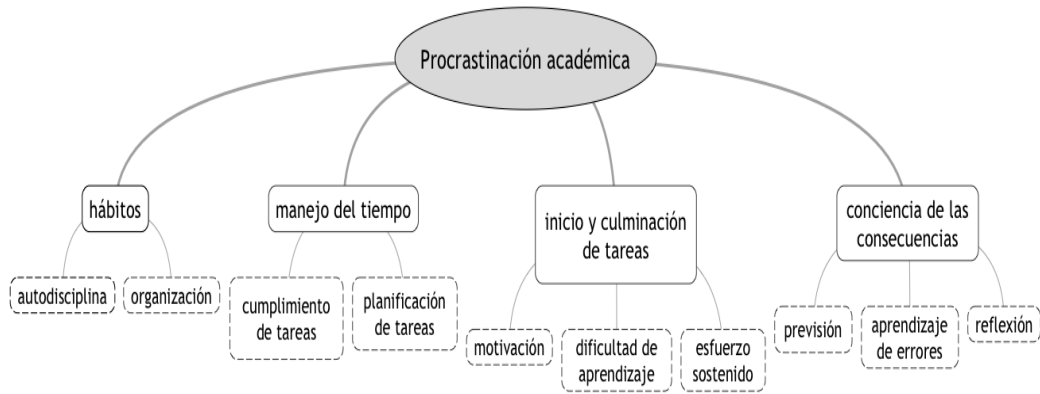 Procrastinación académica
hábitos
manejo del tiempo
inicio y culminación
de tareas
conciencia de las
consecuencias
autodisciplina
organización
cumplimiento
de tareas
planificación
de tareas
motivación
dificultad de
aprendizaje
esfuerzo
sostenido
previsión
aprendizaje
de errores
reflexión